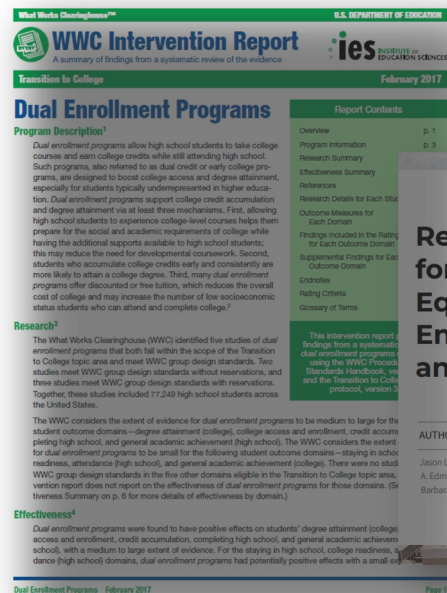 What Works Clearinghouse™
U.S. DEPARTMENT OF EDUCATION
WWC Intervention Report
A summary of findings from a systematic review of the evidence
ies INSTITUTE OF
EDUCATION SCIENCES
Transition to College
February 2017
Dual Enrollment Programs
Program Description¹
Dual enrollment programs allow high school students to take college
courses and earn college credits while still attending high school.
Such programs, also referred to as dual credit or early college pro-
grams, are designed to boost college access and degree attainment,
especially for students typically underrepresented in higher educa-
tion. Dual enrollment programs support college credit accumulation
and degree attainment via at least three mechanisms. First, allowing
high school students to experience college-level courses helps them
prepare for the social and academic requirements of college while
having the additional supports available to high school students;
this may reduce the need for developmental coursework. Second,
students who accumulate college credits early and consistently are
more likely to attain a college degree. Third, many dual enrollment
programs offer discounted or free tuition, which reduces the overall
cost of college and may increase the number of low socioeconomic
status students who can attend and complete college.²
Research³
The What Works Clearinghouse (WWC) identified five studies of dual
enrollment programs that both fall within the scope of the Transition
to College topic area and meet WWC group design standards. Two
studies meet WWC group design standards without reservations, and
three studies meet WWC group design standards with reservations.
Together, these studies included 77,249 high school students across
the United States.
The WWC considers the extent of evidence for dual enrollment programs to be medium to large for the
student outcome domains—degree attainment (college), college access and enrollment, credit accum
pleting high school, and general academic achievement (high school). The WWC considers the extent
for dual enrollment programs to be small for the following student outcome domains—staying in schoo
readiness, attendance (high school), and general academic achievement (college). There were no studi
WWC group design standards in the five other domains eligible in the Transition to College topic area,
vention report does not report on the effectiveness of dual enrollment programs for those domains. (Se
tiveness Summary on p. 6 for more details of effectiveness by domain.)
Effectiveness⁴
Dual enrollment programs were found to have positive effects on students' degree attainment (college)
access and enrollment, credit accumulation, completing high school, and general academic achievem
school), with a medium to large extent of evidence. For the staying in high school, college readiness, a
dance (high school) domains, dual enrollment programs had potentially positive effects with a small ex
Report Contents
Overview p. 1
Program Information p. 3
Research Summary
Effectiveness Summary
References
Research Details for Each Stud
Outcome Measures for
Each Domain
Findings Included in the Rating
for Each Outcome Domain
Supplemental Findings for Eac
Outcome Domain
Endnotes
Rating Criteria
Glossary of Terms
This intervention report p
findings from a systematic
dual enrollment programs
using the WWC Procedu
Standards Handbook, ver
and the Transition to Colle
protocol, version 3
Re
for
Eq
En
an
AUTHO
Jason L
A. Edm
Barbara
Dual Enrollment Programs February 2017
Page 1